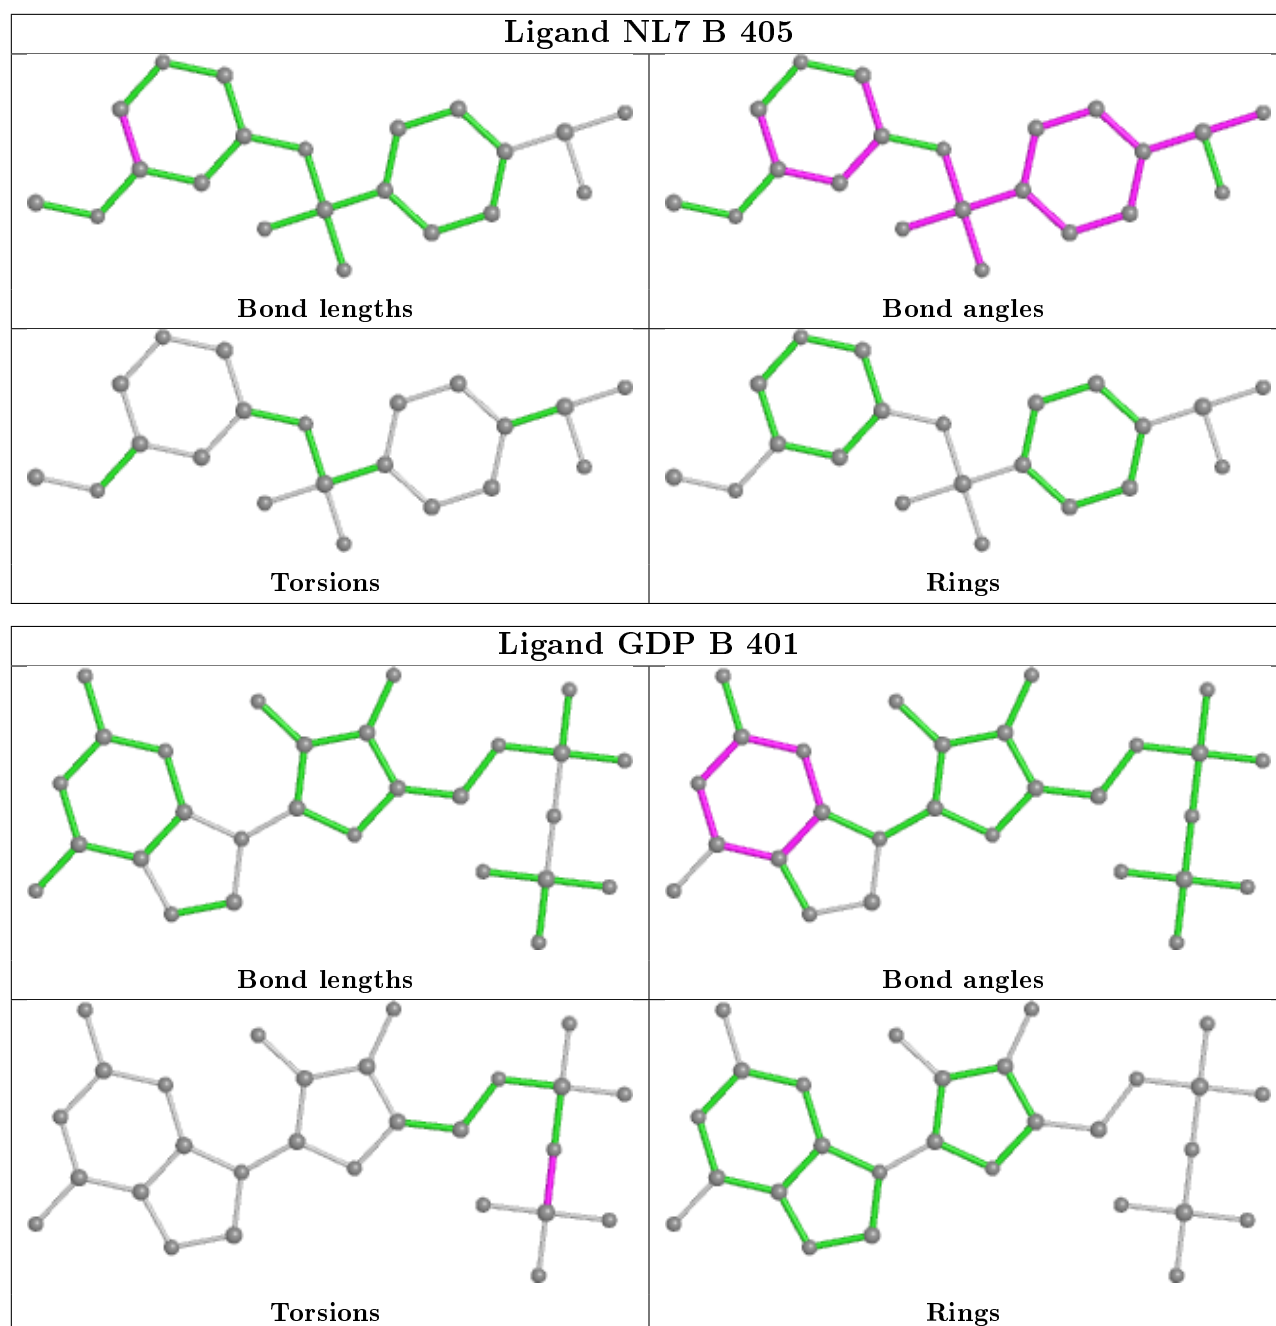 Ligand NL7 B 405
Bond lengths
Bond angles
Torsions
Rings
Ligand GDP B 401
Bond lengths
Bond angles
Torsions
Rings